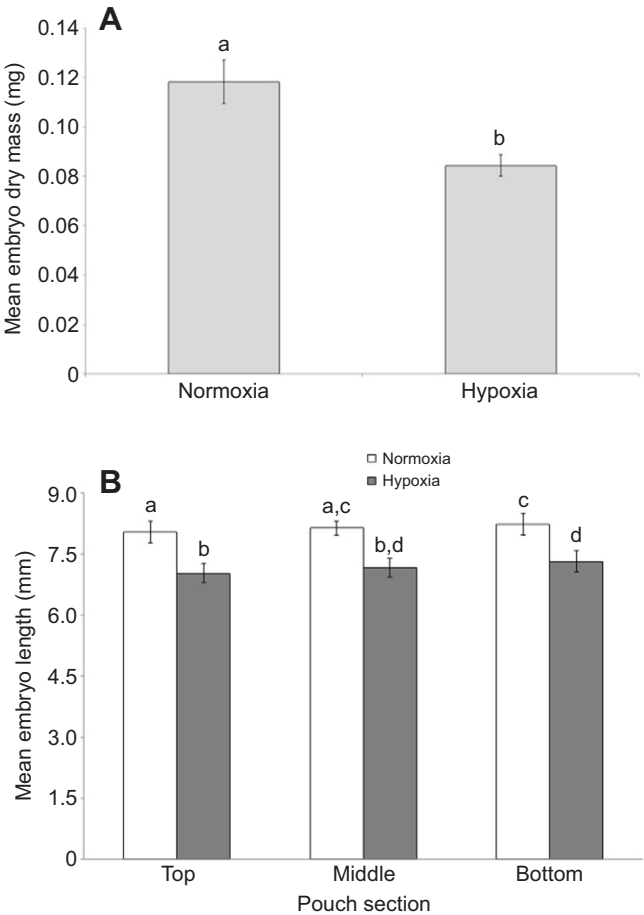 A
Mean embryo dry mass (mg)
0.14
0.12
0.10
0.08
0.06
0.04
0.02
0
a
b
Normoxia
Hypoxia
Normoxia
Hypoxia
B
Mean embryo length (mm)
9.0
7.5
6.0
4.5
3.0
1.5
0
a
b
a,c
b,d
c
d
Top
Middle
Bottom
Pouch section